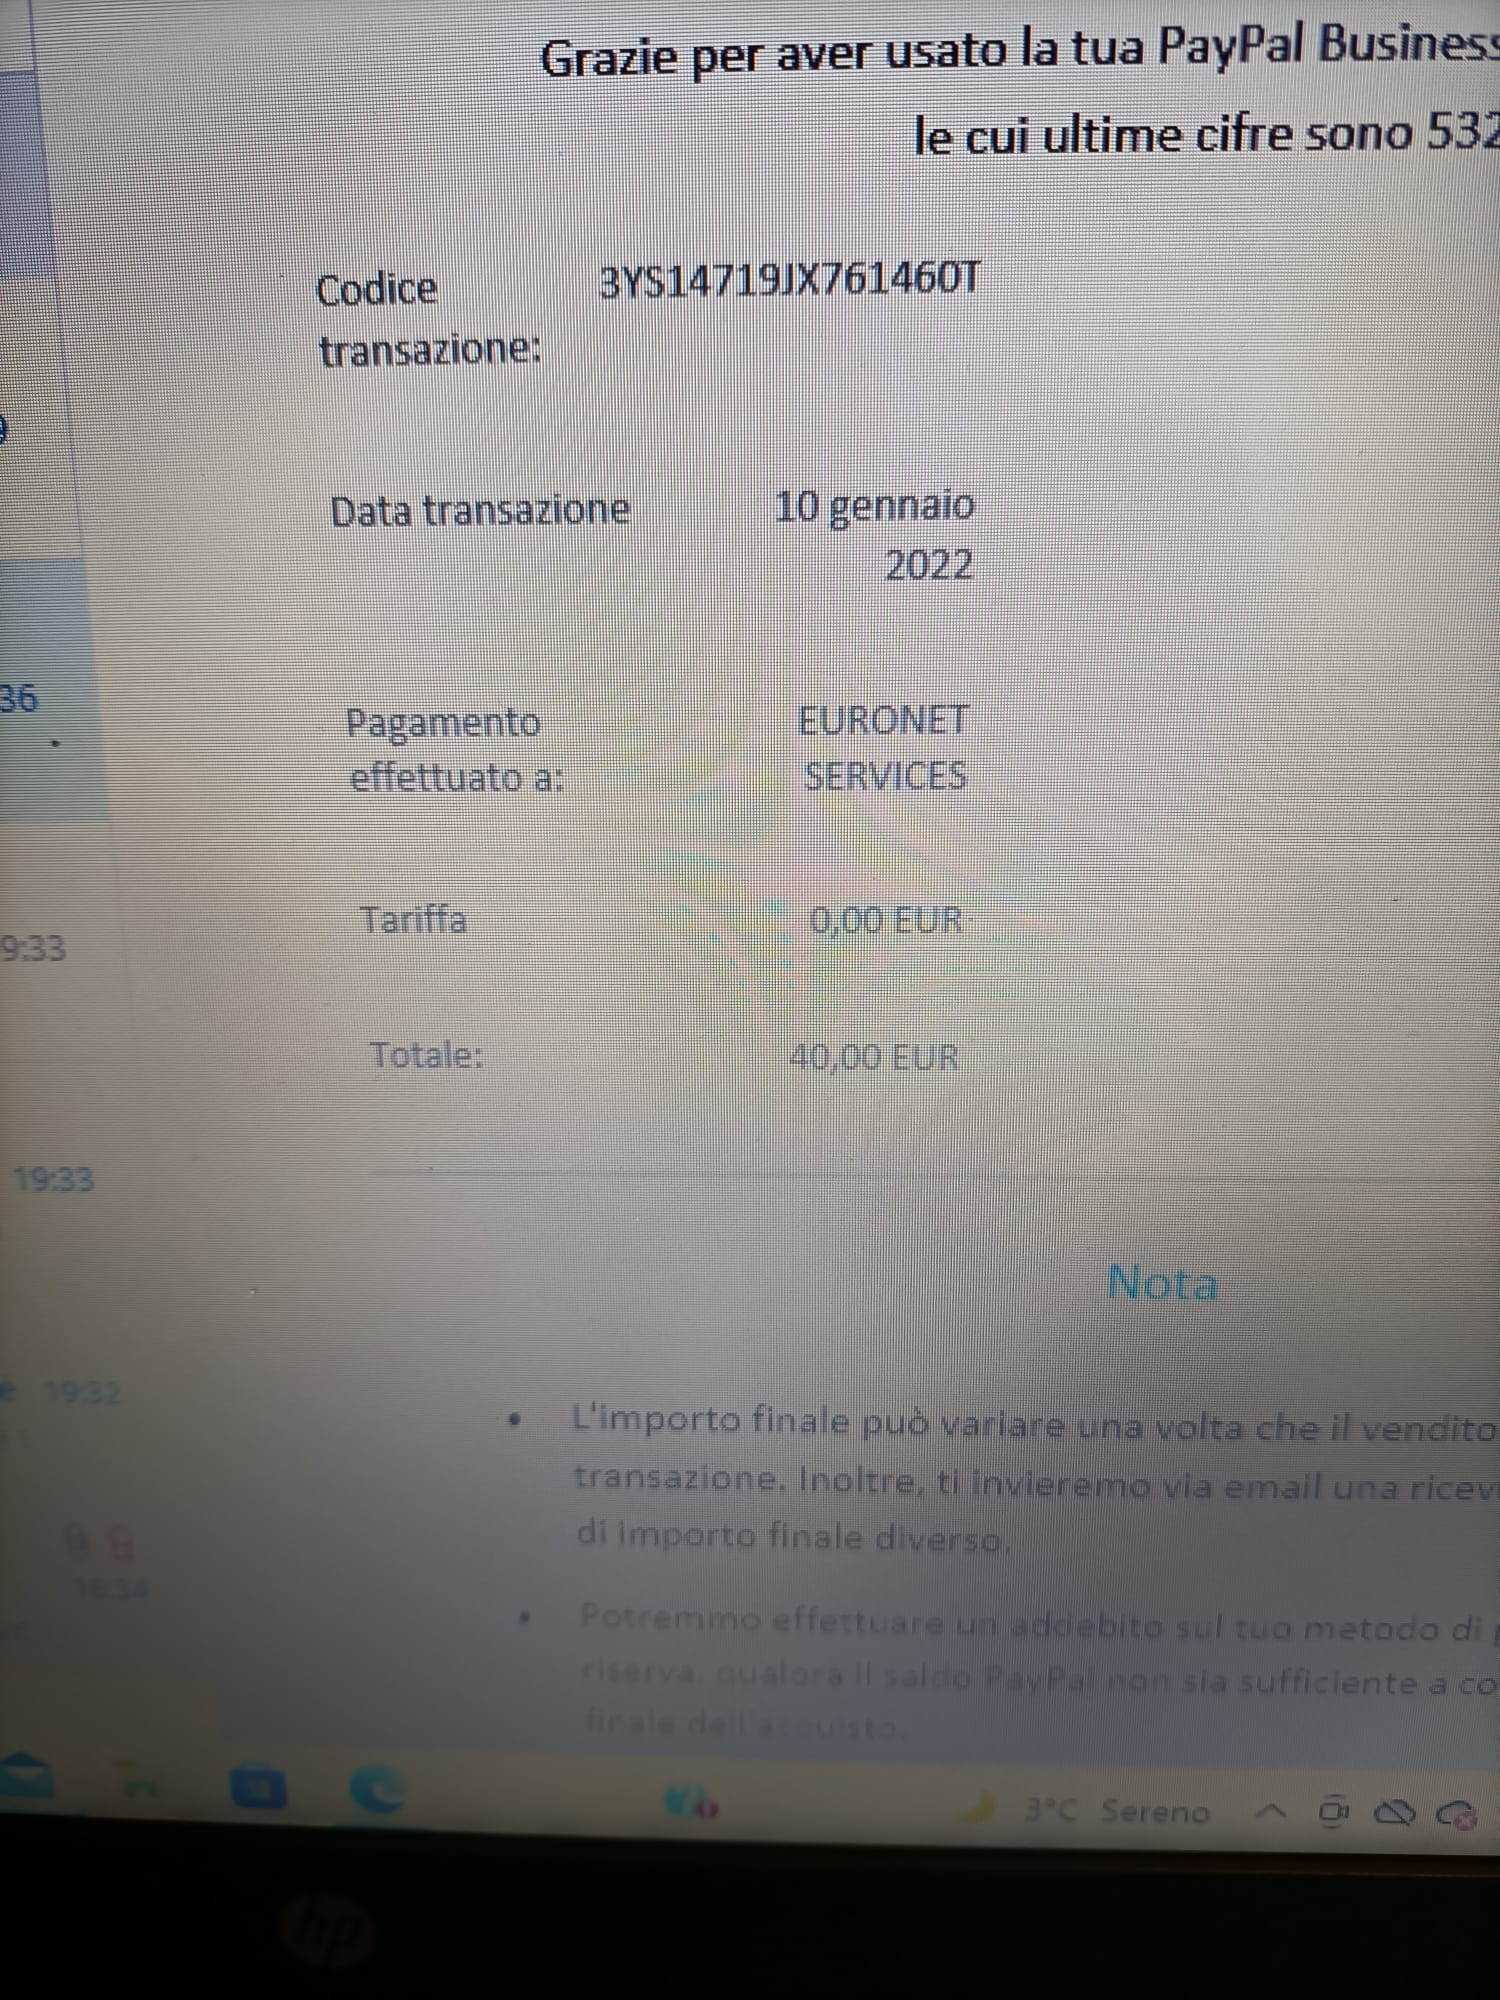 Grazie per aver usato la tua PayPal Business
le cui ultime cifre sono 532
Codice transazione:
3YS14719JX761460T
Data transazione
10 gennaio
2022
36
Pagamento
effettuato a:
EURONET
SERVICES
Tariffa
0,00 EUR
9:33
Totale:
40,00 EUR
19:33
Nota
19:32
L'importo finale può variare una volta che il vendito
transazione. Inoltre, ti invieremo via email una ricev
di importo finale diverso.
18:34
Potremmo effettuare un addebito sul tuo metodo di p
riserva, qualora il saldo PayPal non sia sufficiente a co
finale dell'acquisto.
3°C Sereno
hp